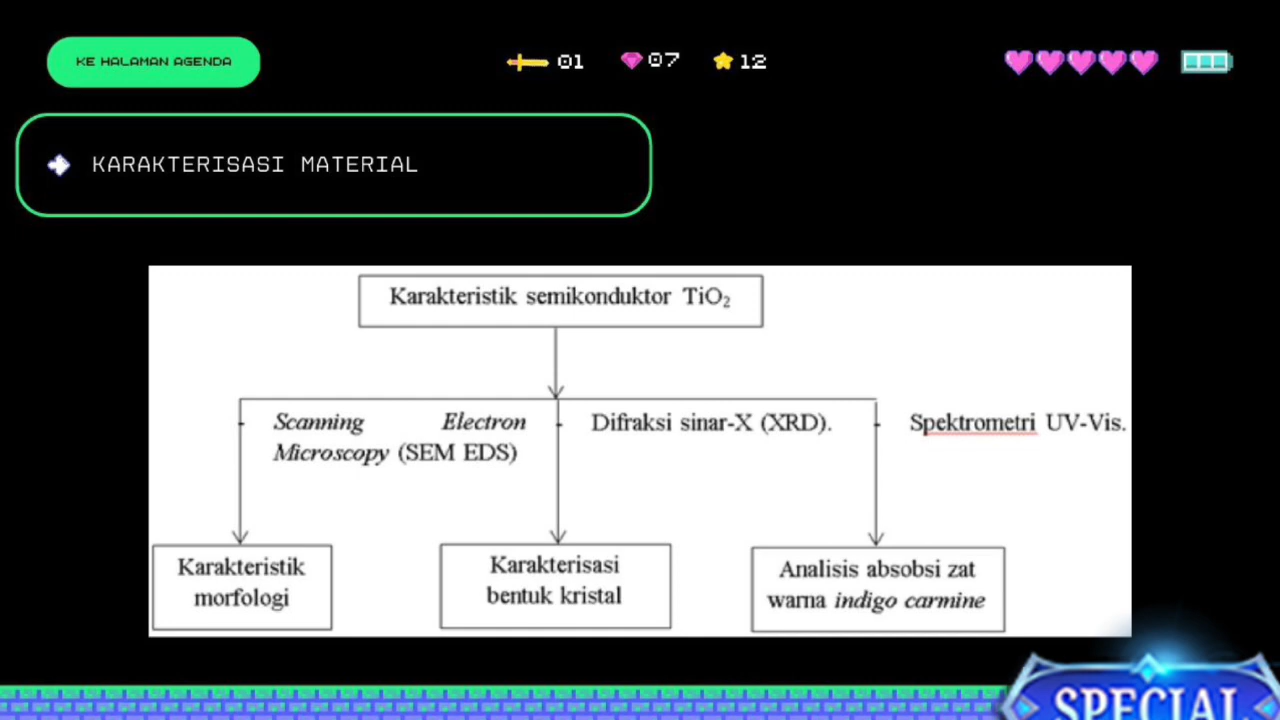 KE HALAMAN AGENDA
01
07
12
KARAKTERISASI MATERIAL
Karakteristik semikonduktor TiO₂
Scanning Electron
Microscopy (SEM EDS)
Difraksi sinar-X (XRD).
Spektrometri UV-Vis.
Karakteristik
morfologi
Karakterisasi
bentuk kristal
Analisis absobsi zat
warna indigo carmine
SPECIAL